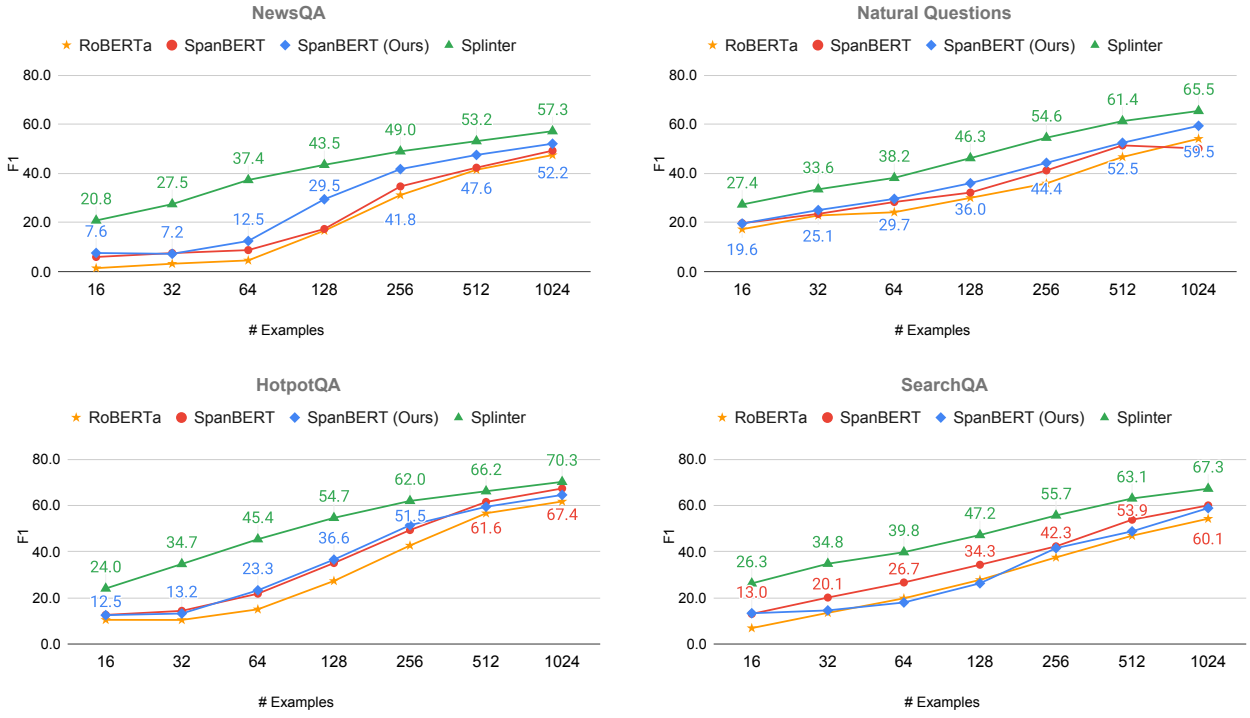 NewsQA
RoBERTa SpanBERT SpanBERT (Ours) Splinter
80.0
60.0
40.0
20.0
0.0
F1
20.8 27.5 37.4 43.5 49.0 53.2 57.3
7.6 7.2 12.5 29.5 41.8 47.6 52.2
16 32 64 128 256 512 1024
# Examples
Natural Questions
RoBERTa SpanBERT SpanBERT (Ours) Splinter
80.0
60.0
40.0
20.0
0.0
F1
27.4 33.6 38.2 46.3 54.6 61.4 65.5
19.6 25.1 29.7 36.0 44.4 52.5 59.5
16 32 64 128 256 512 1024
# Examples
HotpotQA
RoBERTa SpanBERT SpanBERT (Ours) Splinter
80.0
60.0
40.0
20.0
0.0
F1
24.0 34.7 45.4 54.7 62.0 66.2 70.3
12.5 13.2 23.3 36.6 51.5 61.6 67.4
16 32 64 128 256 512 1024
# Examples
SearchQA
RoBERTa SpanBERT SpanBERT (Ours) Splinter
80.0
60.0
40.0
20.0
0.0
F1
26.3 34.8 39.8 47.2 55.7 63.1 67.3
13.0 20.1 26.7 34.3 42.3 53.9 60.1
16 32 64 128 256 512 1024
# Examples